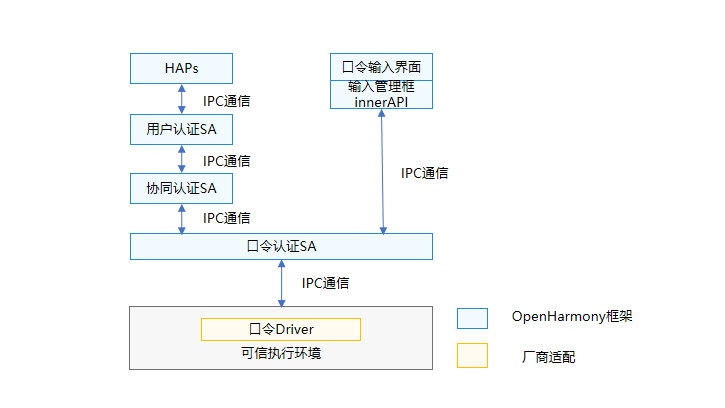 HAPs
IPC通信
用户认证SA
IPC通信
协同认证SA
IPC通信
口令输入界面
输入管理框
innerAPI
IPC通信
口令认证SA
IPC通信
口令Driver
可信执行环境
OpenHarmony框架
厂商适配